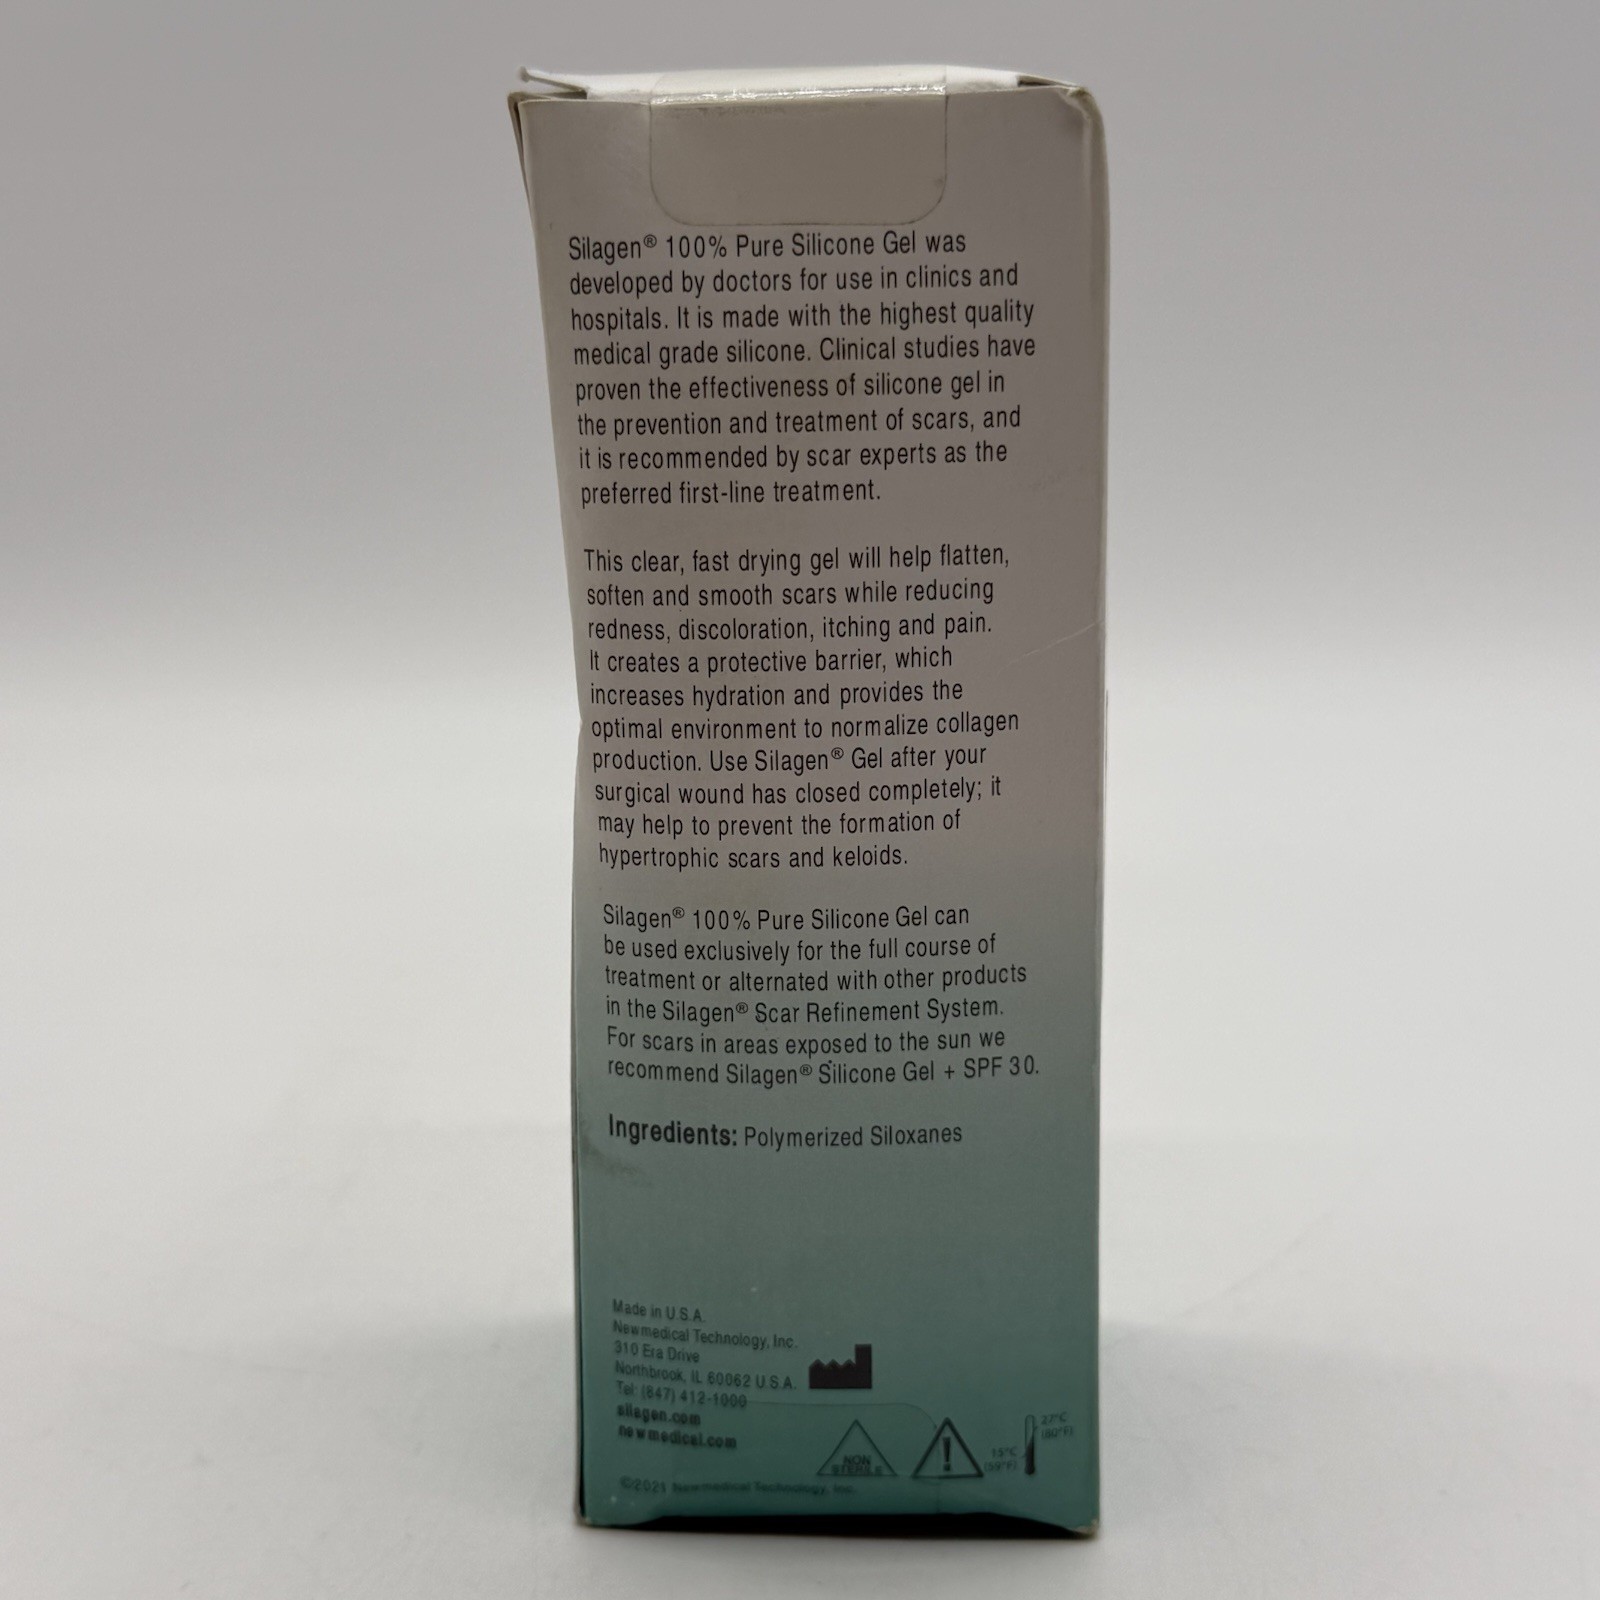 Silagen® 100% Pure Silicone Gel was
developed by doctors for use in clinics and
hospitals. It is made with the highest quality
medical grade silicone. Clinical studies have
proven the effectiveness of silicone gel in
the prevention and treatment of scars, and
it is recommended by scar experts as the
preferred first-line treatment.
This clear, fast drying gel will help flatten,
soften and smooth scars while reducing
redness, discoloration, itching and pain.
It creates a protective barrier, which
increases hydration and provides the
optimal environment to normalize collagen
production. Use Silagen® Gel after your
surgical wound has closed completely; it
may help to prevent the formation of
hypertrophic scars and keloids.
Silagen® 100% Pure Silicone Gel can
be used exclusively for the full course of
treatment or alternated with other products
in the Silagen® Scar Refinement System.
For scars in areas exposed to the sun we
recommend Silagen® Silicone Gel + SPF 30.
Ingredients: Polymerized Siloxanes
Made in U.S.A.
Newmedical Technology, Inc.
310 Era Drive
Northbrook, IL 60062 U.S.A.
Tel: (847) 412-1000
silagen.com
newmedical.com
NON
STERILE
!
15°C
(59°F)
27°C
(80°F)
©2021 Newmedical Technology, Inc.